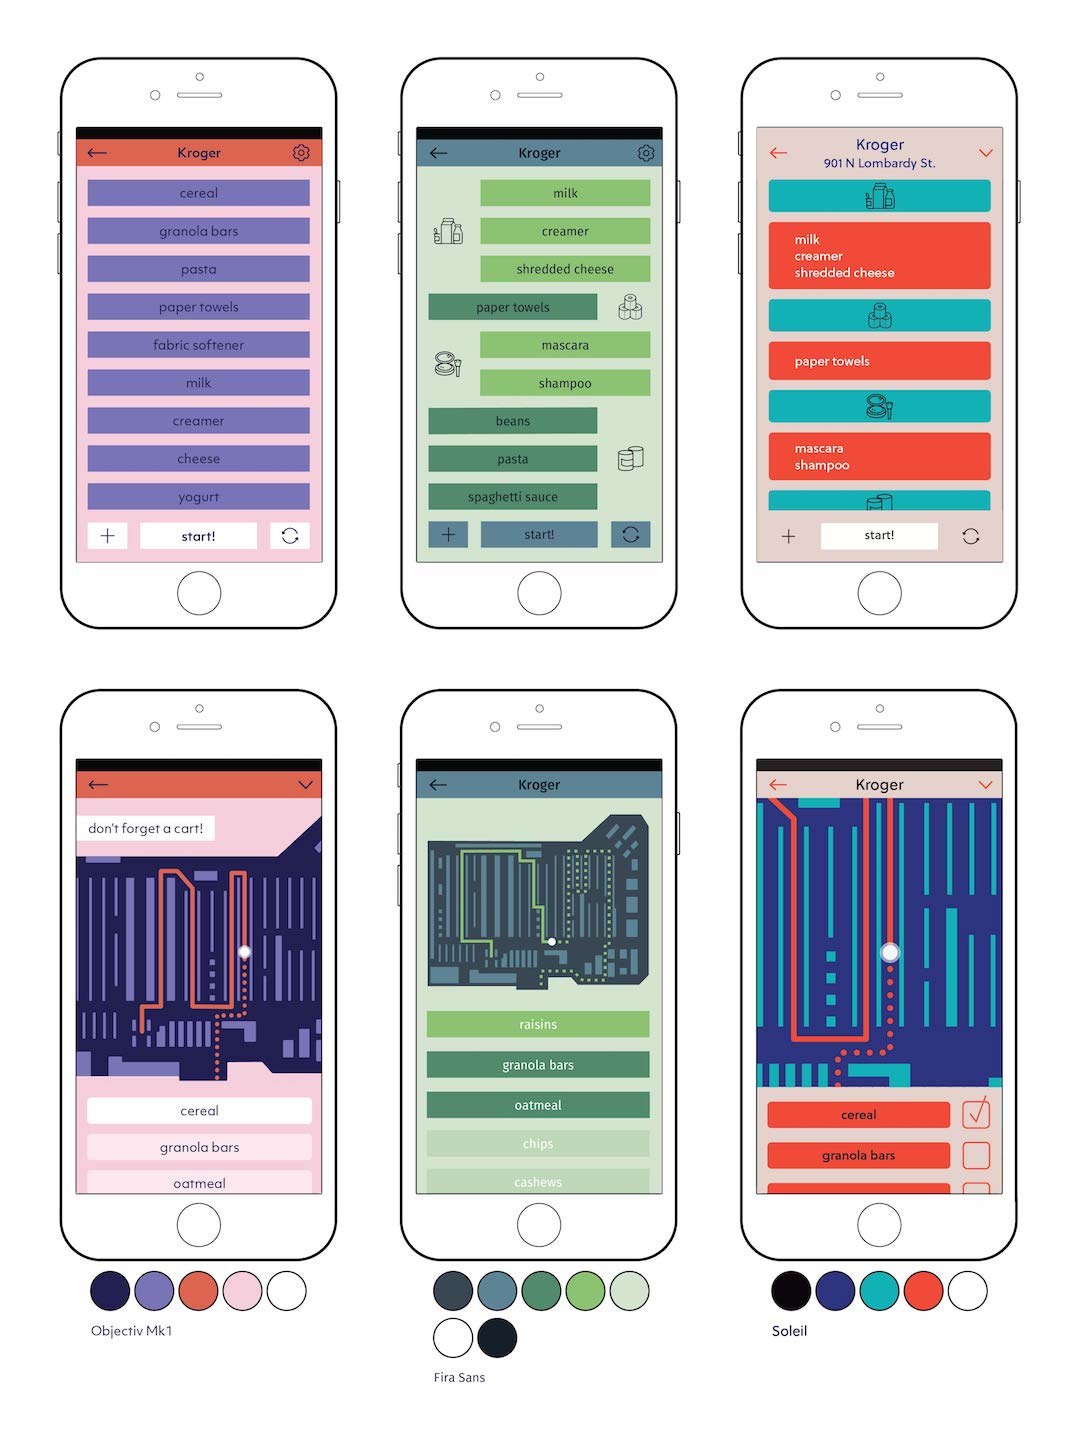 Kroger
cereal
granola bars
pasta
paper towels
fabric softener
milk
creamer
cheese
yogurt
start!
Kroger
milk
creamer
shredded cheese
paper towels
mascara
shampoo
beans
pasta
spaghetti sauce
start!
Kroger
901 N Lombardy St.
milk
creamer
shredded cheese
paper towels
mascara
shampoo
start!
don't forget a cart!
cereal
granola bars
oatmeal
Kroger
raisins
granola bars
oatmeal
chips
cashews
Kroger
cereal
granola bars
Objectiv Mk1
Fira Sans
Soleil